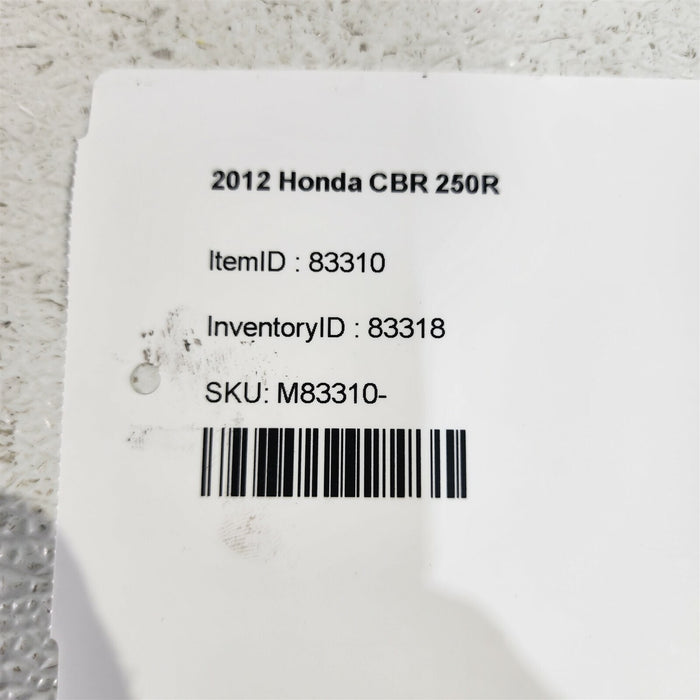 2012 Honda CBR 250R
ItemID : 83310
InventoryID : 83318
SKU: M83310-